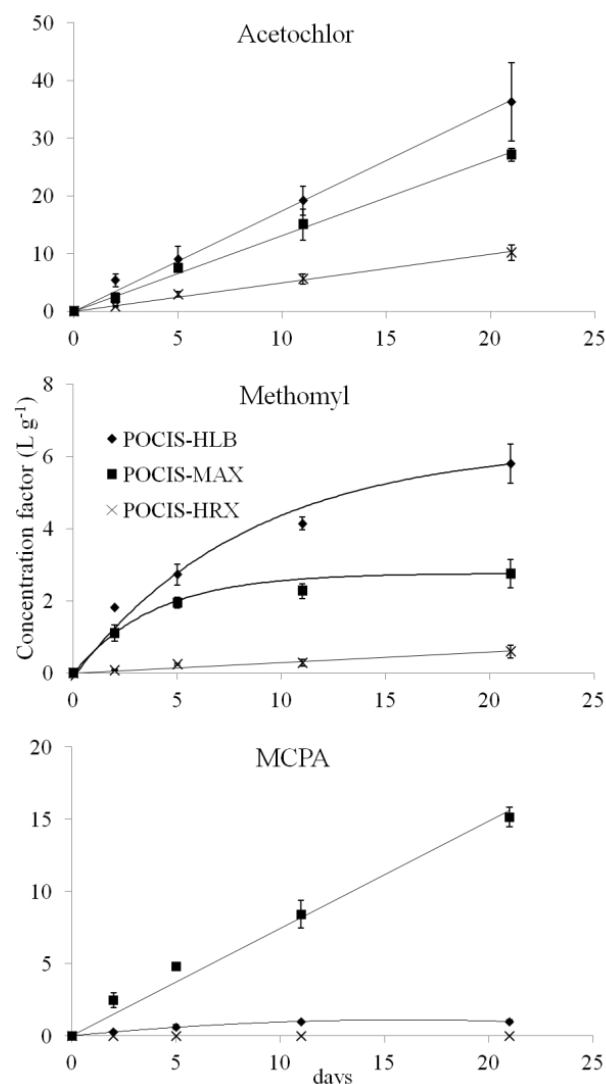 Acetochlor
50
40
30
20
10
0
0 5 10 15 20 25
Concentration factor (L g-1)
Methomyl
8
6
4
2
0
POCIS-HLB
POCIS-MAX
POCIS-HRX
0 5 10 15 20 25
MCPA
20
15
10
5
0
0 5 10 15 20 25
days